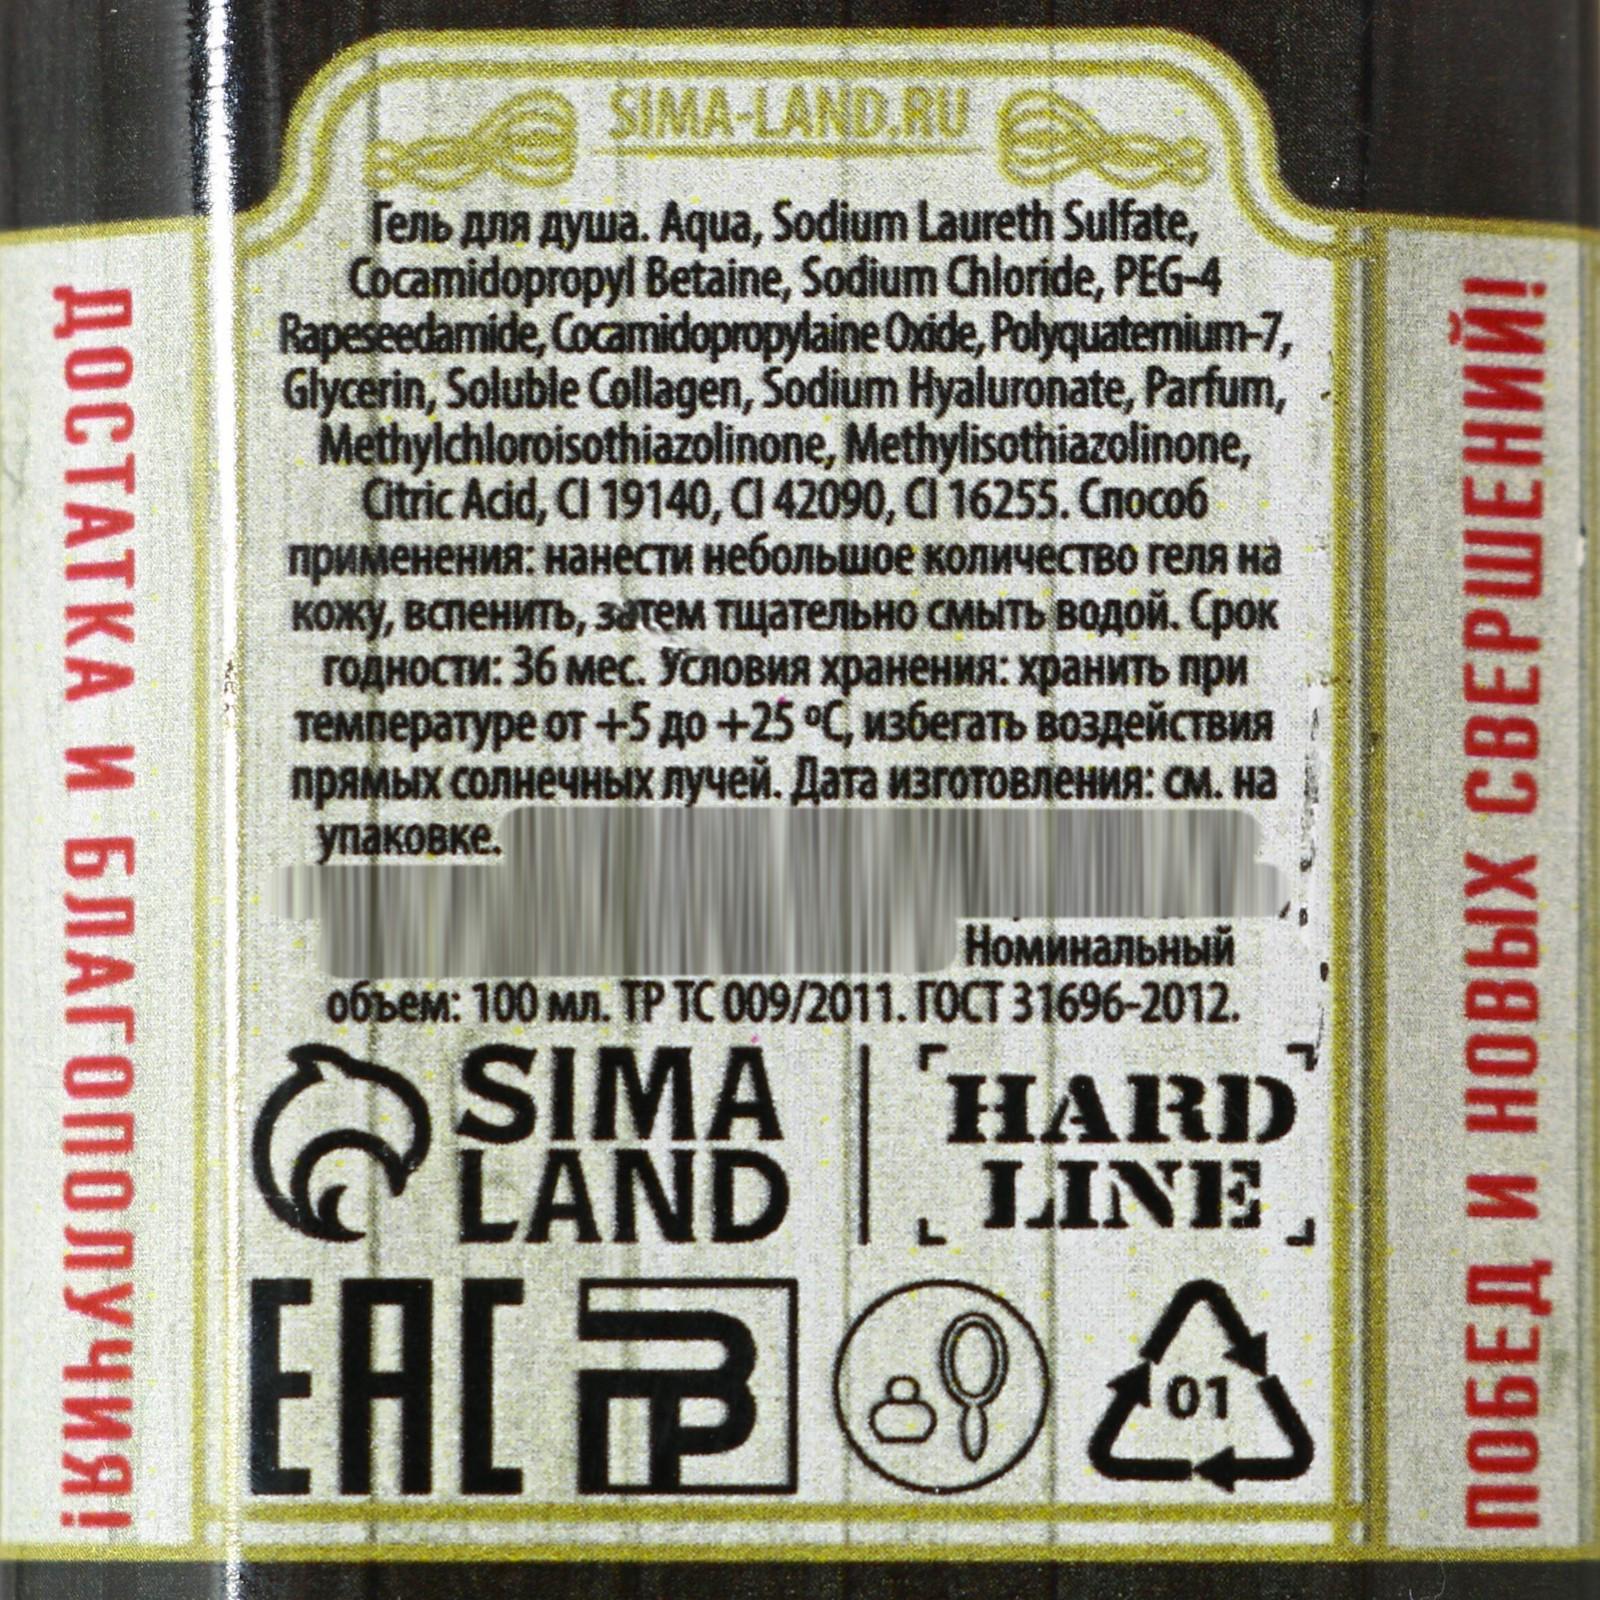 SIMA-LAND.RU
Гель для душа. Aqua, Sodium Laureth Sulfate,
Cocamidopropyl Betaine, Sodium Chloride, PEG-4
Rapeseedamide, Cocamidopropylaine Oxide, Polyquaternium-7,
Glycerin, Soluble Collagen, Sodium Hyaluronate, Parfum,
Methylchloroisothiazolinone, Methylisothiazolinone,
Citric Acid, CI 19140, CI 42090, CI 16255. Способ
применения: нанести небольшое количество геля на
кожу, вспенить, затем тщательно смыть водой. Срок
годности: 36 мес. Условия хранения: хранить при
температуре от +5 до +25 ºС, избегать воздействия
прямых солнечных лучей. Дата изготовления: см. на
упаковке.
Номинальный
объем: 100 мл. ТР ТС 009/2011. ГОСТ 31696-2012.
SIMA
LAND
HARD
LINE
EAC
01
ДОСТАТКА И БЛАГОПОЛУЧИЯ!
ПОБЕД И НОВЫХ СВЕРШЕНИЙ!